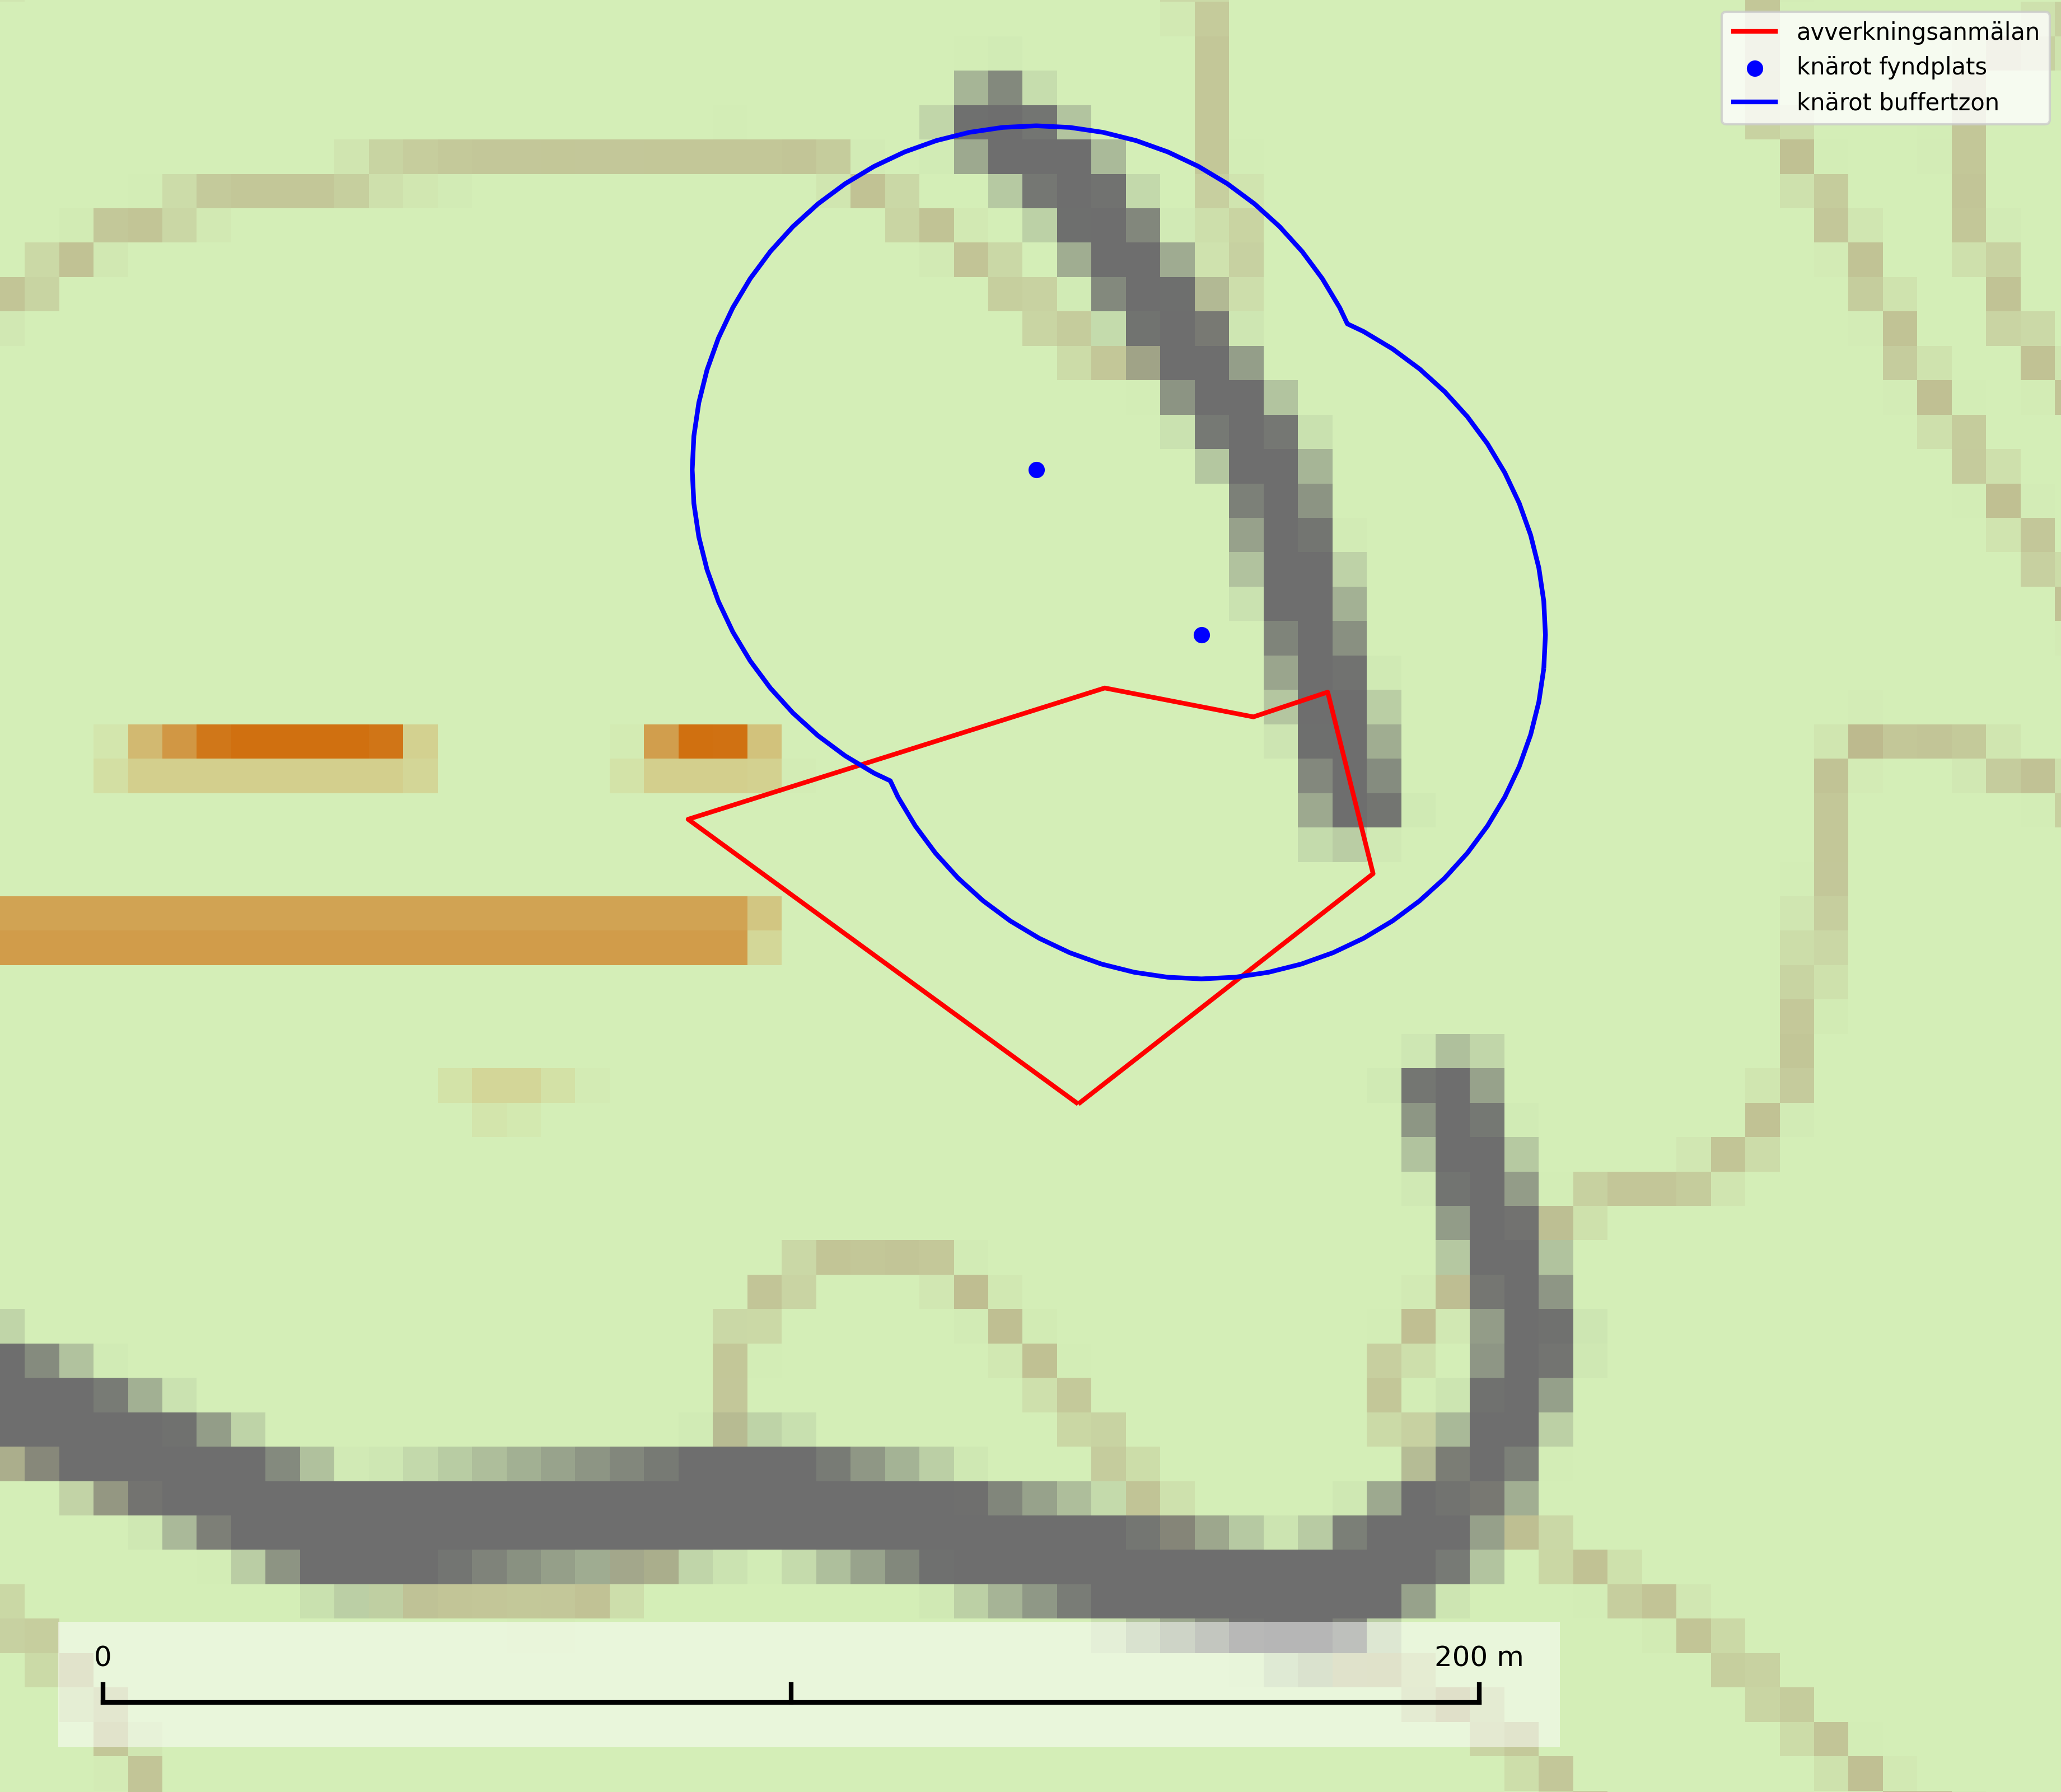 avverkningsanmälan
knärot fyndplats
knärot buffertzon
0 200 m